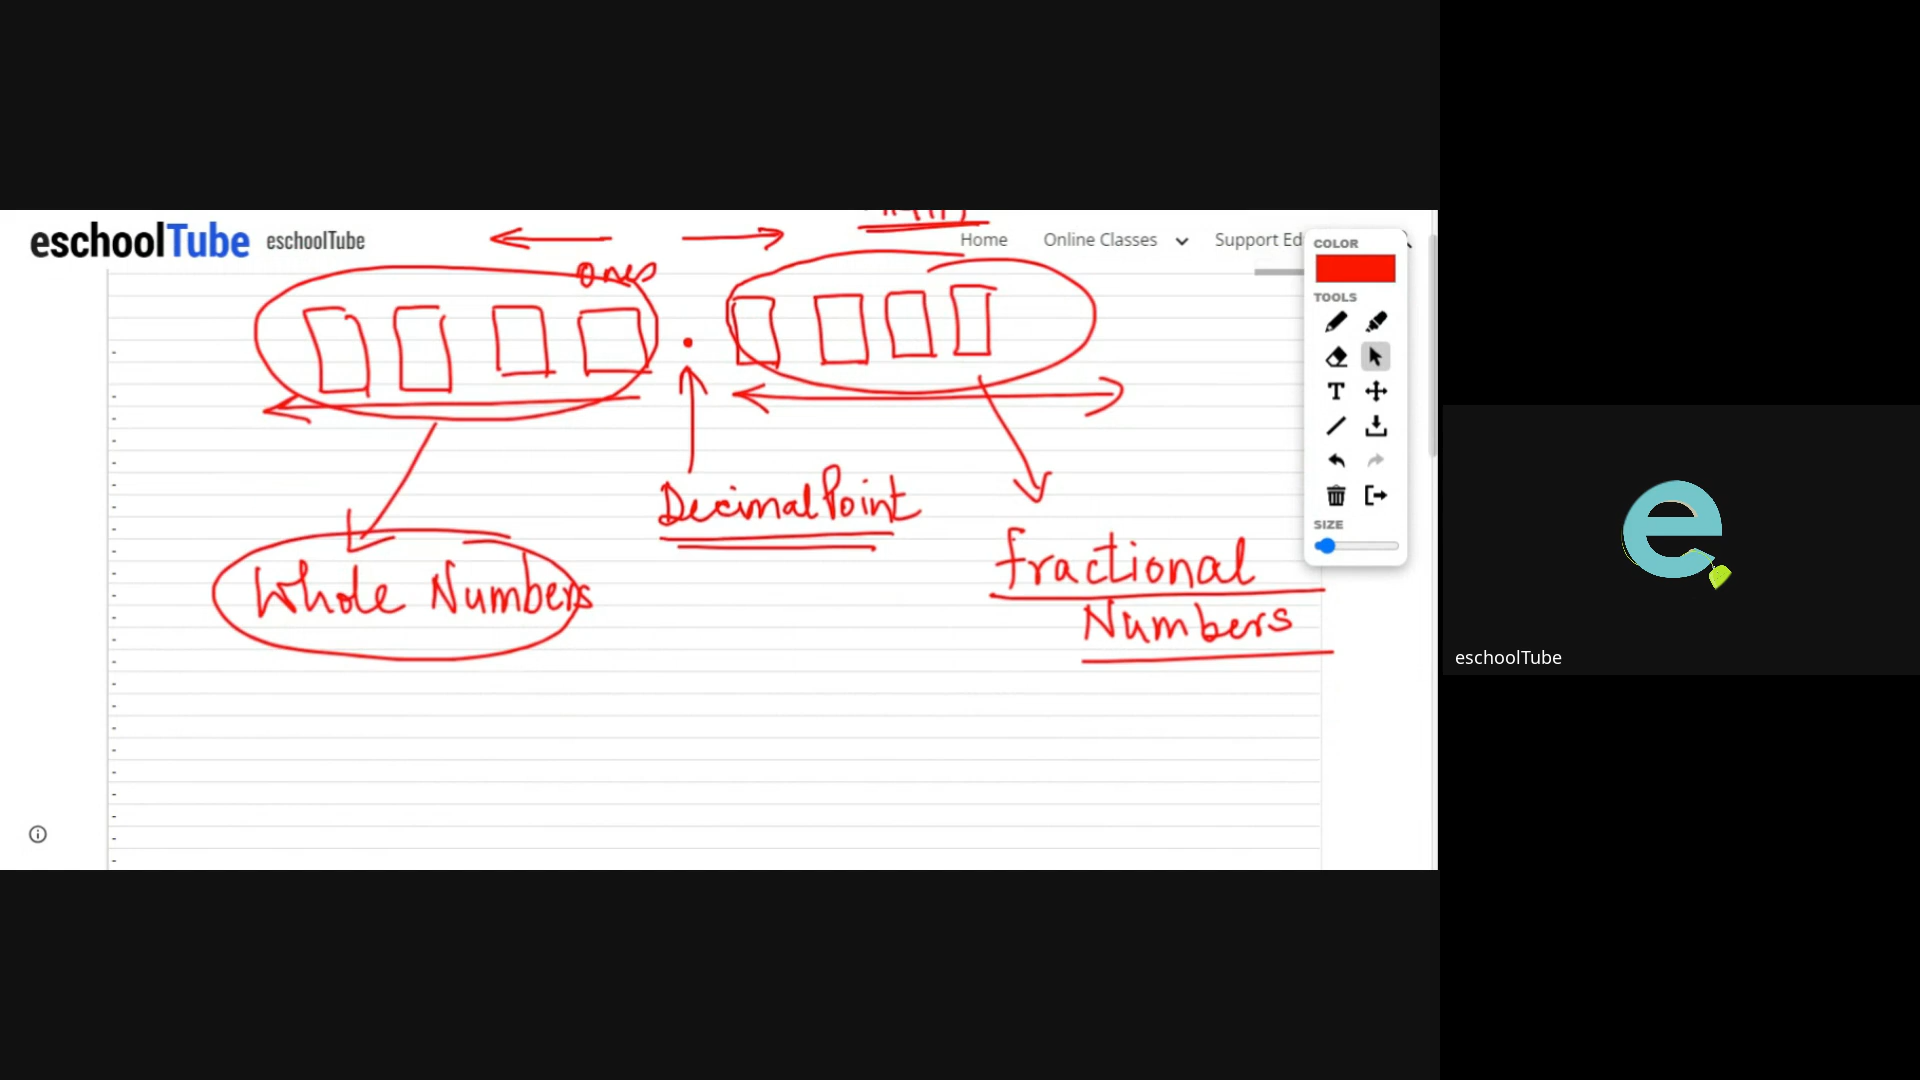 eschoolTube eschoolTube
Home Online Classes Support Ed
COLOR
TOOLS
SIZE
ones
.
Decimal Point
Whole Numbers
fractional
Numbers
eschoolTube